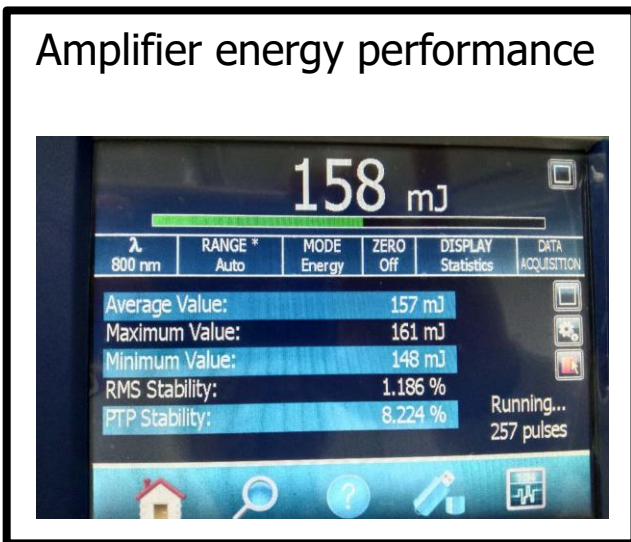 Amplifier energy performance
158 mJ
λ RANGE * MODE ZERO DISPLAY DATA
800 nm Auto Energy Off Statistics ACQUISITION
Average Value: 157 mJ
Maximum Value: 161 mJ
Minimum Value: 148 mJ
RMS Stability: 1.186 %
PTP Stability: 8.224 %
Running...
257 pulses